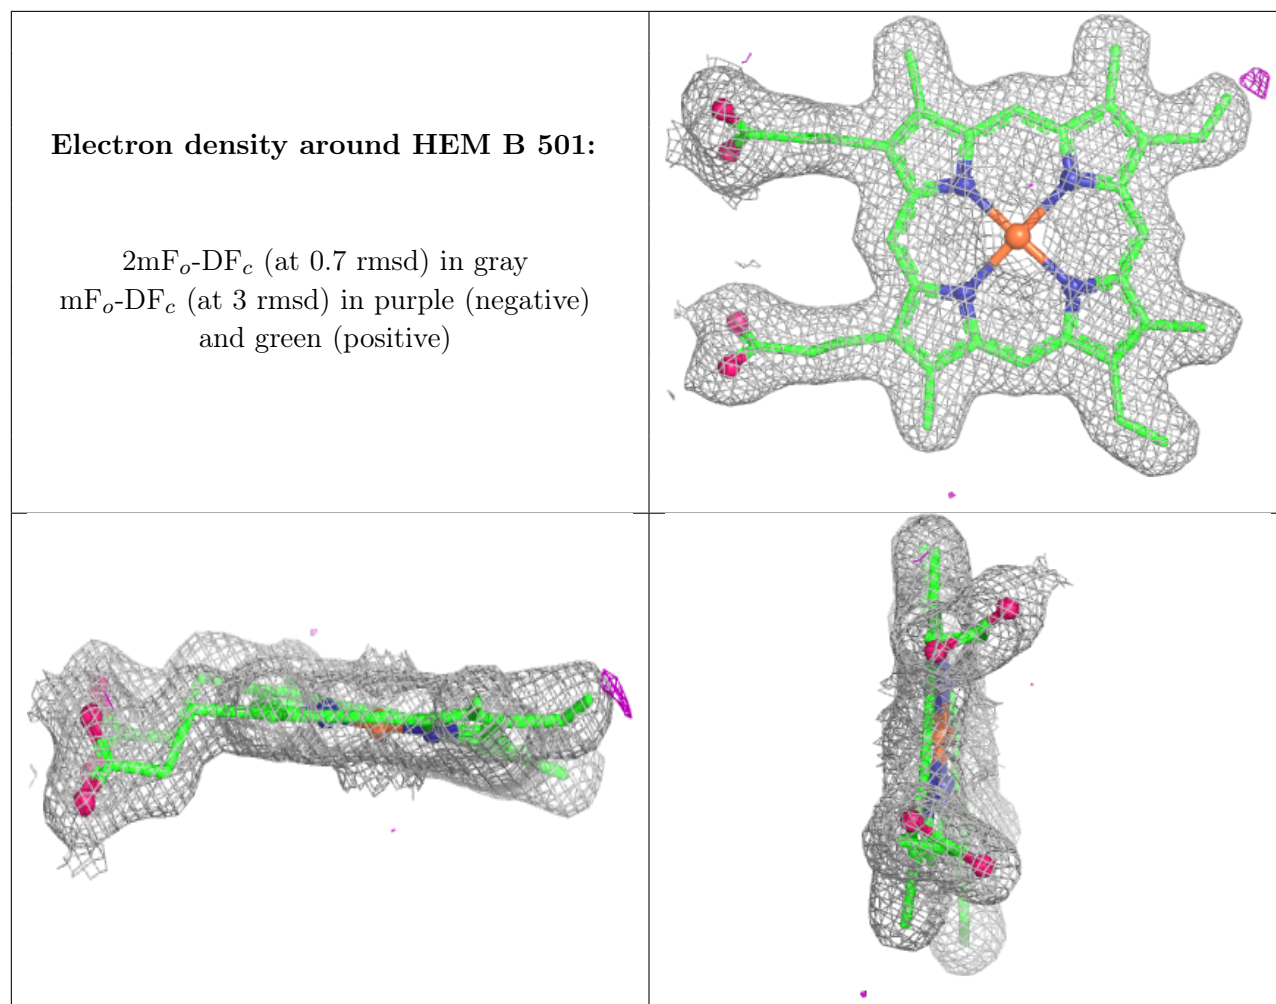 Electron density around HEM B 501:
2mFo-DFc (at 0.7 rmsd) in gray
mFo-DFc (at 3 rmsd) in purple (negative)
and green (positive)